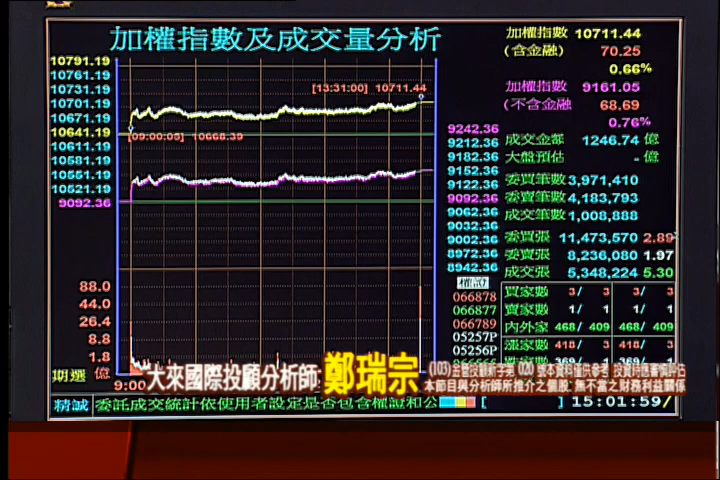 加權指數及成交量分析
加權指數 10711.44
(含金融) 70.25
0.66%
加權指數 9161.05
(不含金融 68.69
0.76%
成交金額 1246.74 億
大盤預估 - 億
委買筆數 3,971,410
委賣筆數 4,183,793
成交筆數 1,008,888
委買張 11,473,570 2.89
委賣張 8,236,080 1.97
成交張 5,348,224 5.30
買家數 3/ 3 3/ 3
賣家數 1/ 1 1/ 1
內外家 468/ 409 468/ 409
漲家數 418/ 3 633/ 3
10791.19
10761.19
10731.19
10701.19
10671.19
10641.19
10611.19
10581.19
10551.19
10521.19
9092.36
[13:31:00] 10711.44
[09:00:05] 10668.39
9242.36
9212.36
9182.36
9152.36
9122.36
9092.36
9062.36
9032.36
9002.36
8972.36
8942.36
權證
066878
066877
066789
05257P
05256P
88.0
44.0
26.4
8.8
1.8
期選 億
9:00
大來國際投顧分析師 鄭瑞宗
本節目與分析師所推介之個股 無不當之財務利益關係
精誠 委託成交統計依使用者設定是否包含權證和公 [ ] 15:01:59/